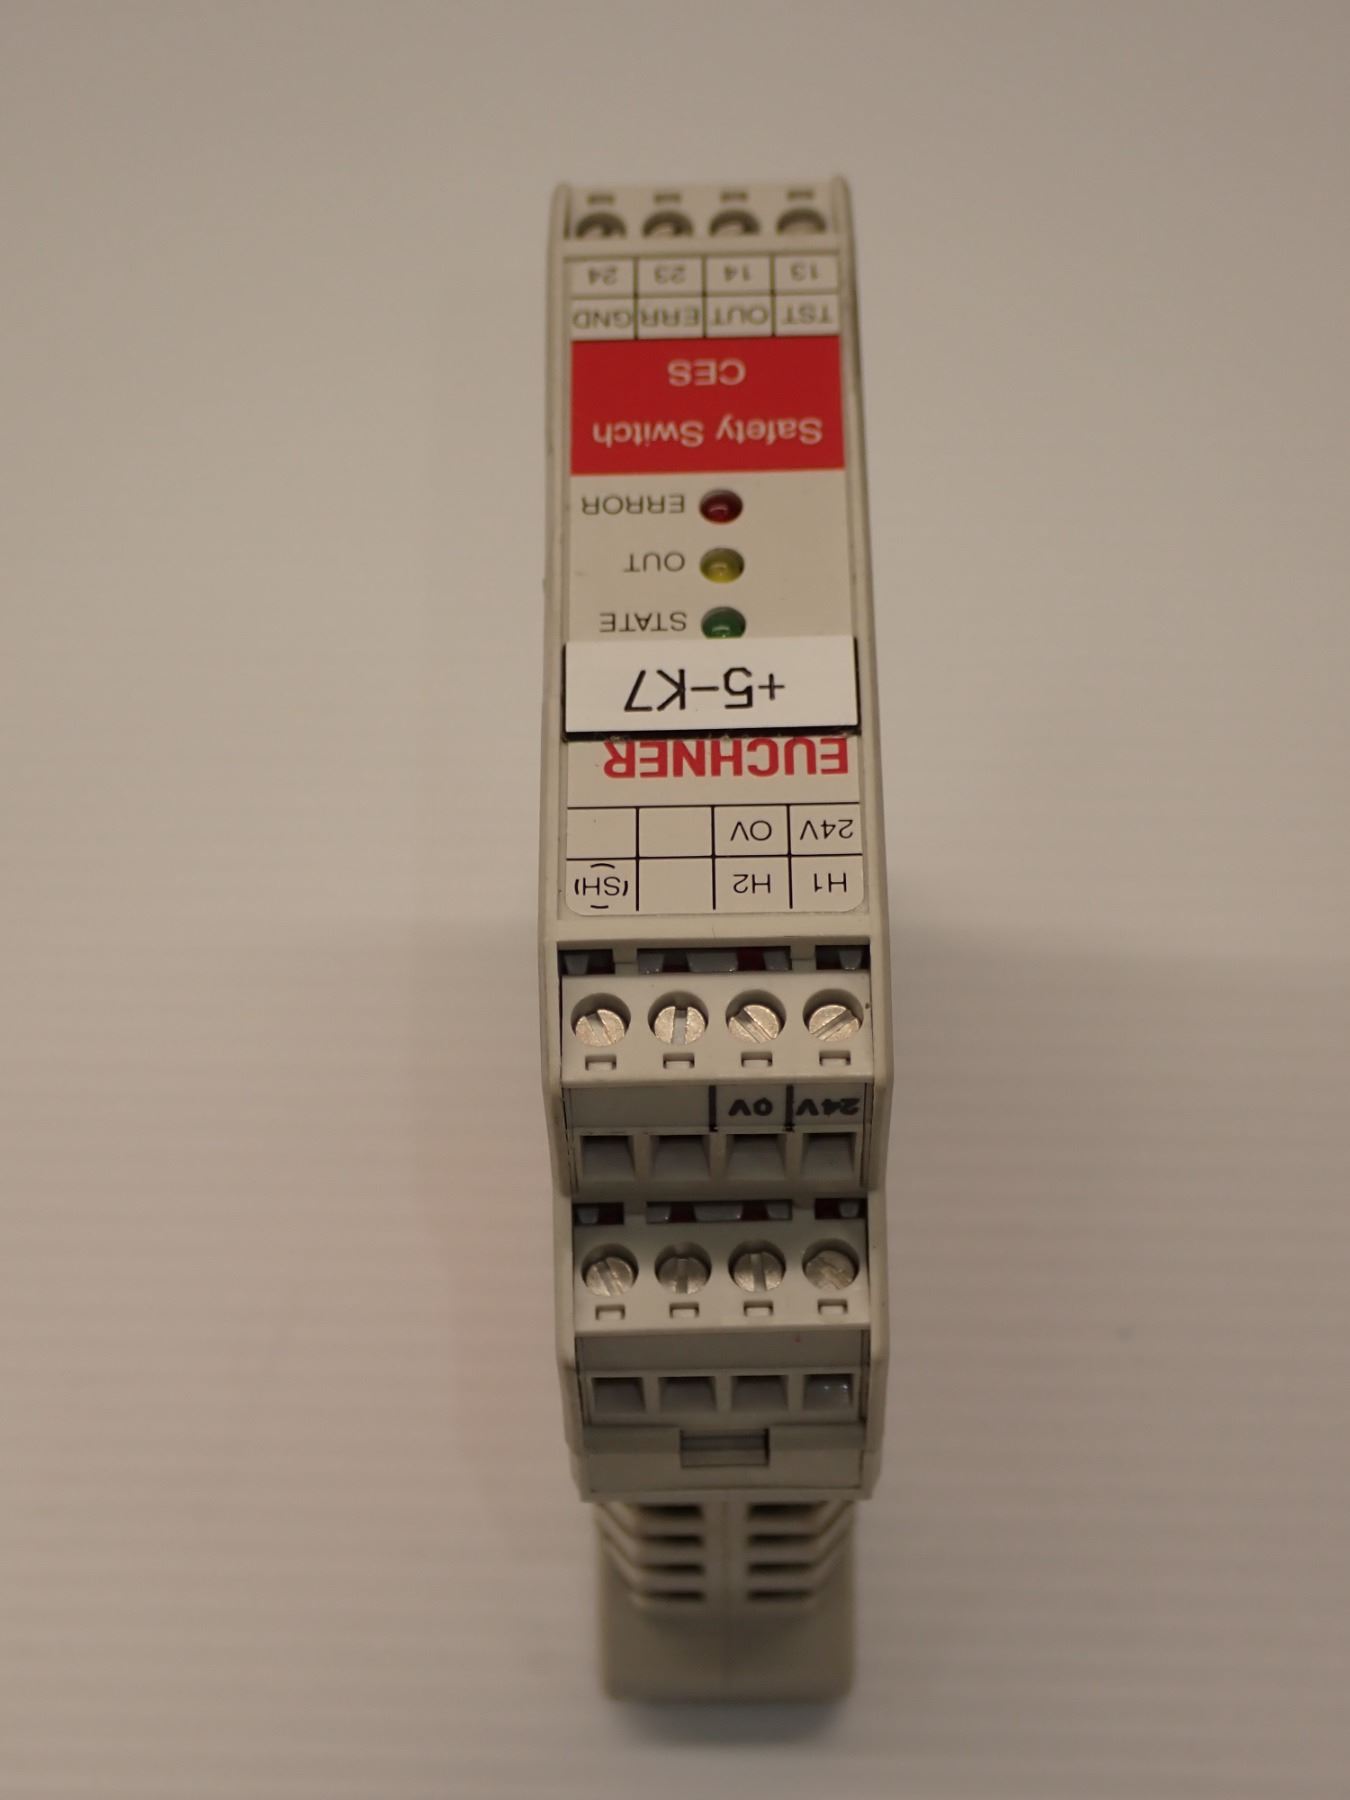 24V 0V
H1 H2 (SH)
24V 0V
EUCHNER
+5-K7
STATE
OUT
ERROR
Safety Switch
CES
TST OUT ERR GND
13 14 23 24